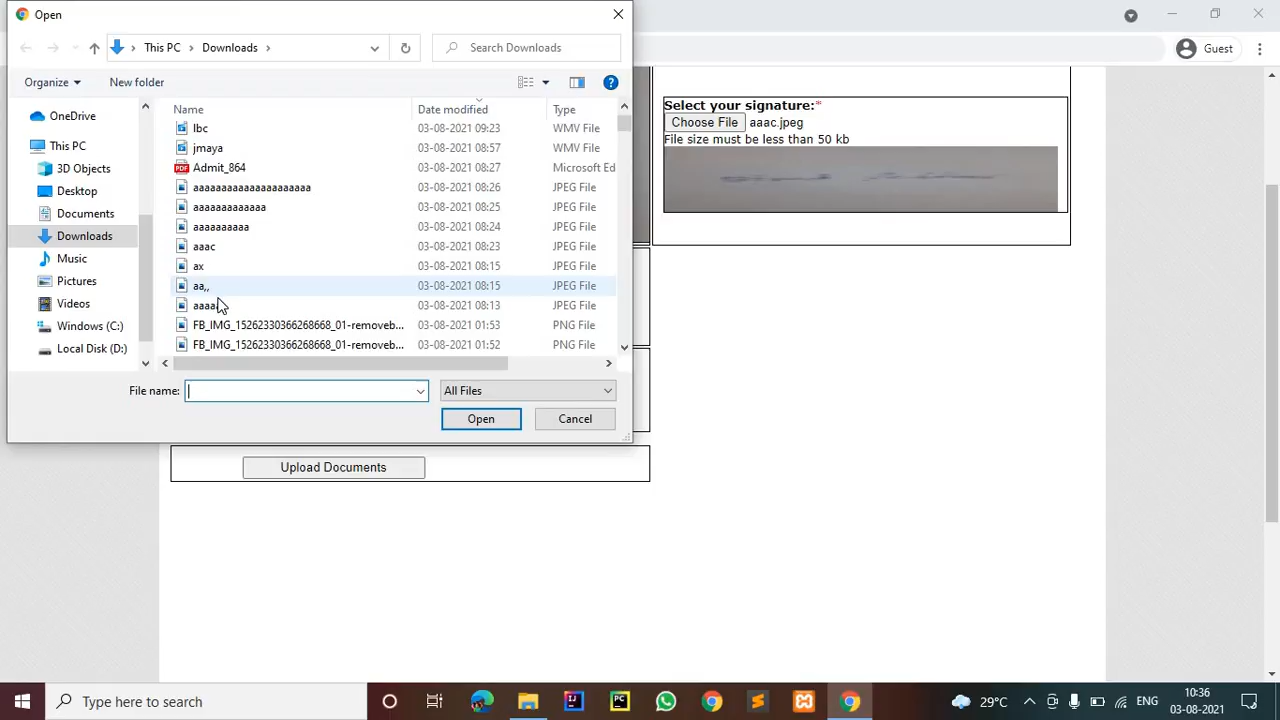 Open
This PC
Downloads
Search Downloads
Guest
Organize
New folder
Name
Date modified
Type
OneDrive
This PC
3D Objects
Desktop
Documents
Downloads
Music
Pictures
Videos
Windows (C:)
Local Disk (D:)
lbc 03-08-2021 09:23 WMV File
jmaya 03-08-2021 08:57 WMV File
Admit_864 03-08-2021 08:27 Microsoft Ed
aaaaaaaaaaaaaaaaaaaaa 03-08-2021 08:26 JPEG File
aaaaaaaaaaaaa 03-08-2021 08:25 JPEG File
aaaaaaaaaa 03-08-2021 08:24 JPEG File
aaac 03-08-2021 08:23 JPEG File
ax 03-08-2021 08:15 JPEG File
aa,, 03-08-2021 08:15 JPEG File
03-08-2021 08:13 JPEG File
FB_IMG_15262330366268668_01-removeb... 03-08-2021 01:53 PNG File
FB_IMG_15262330366268668_01-removeb... 03-08-2021 01:52 PNG File
File name:
All Files
Open
Cancel
Select your signature:*
Choose File aaac.jpeg
File size must be less than 50 kb
Upload Documents
Type here to search
29°C
ENG
10:36
03-08-2021